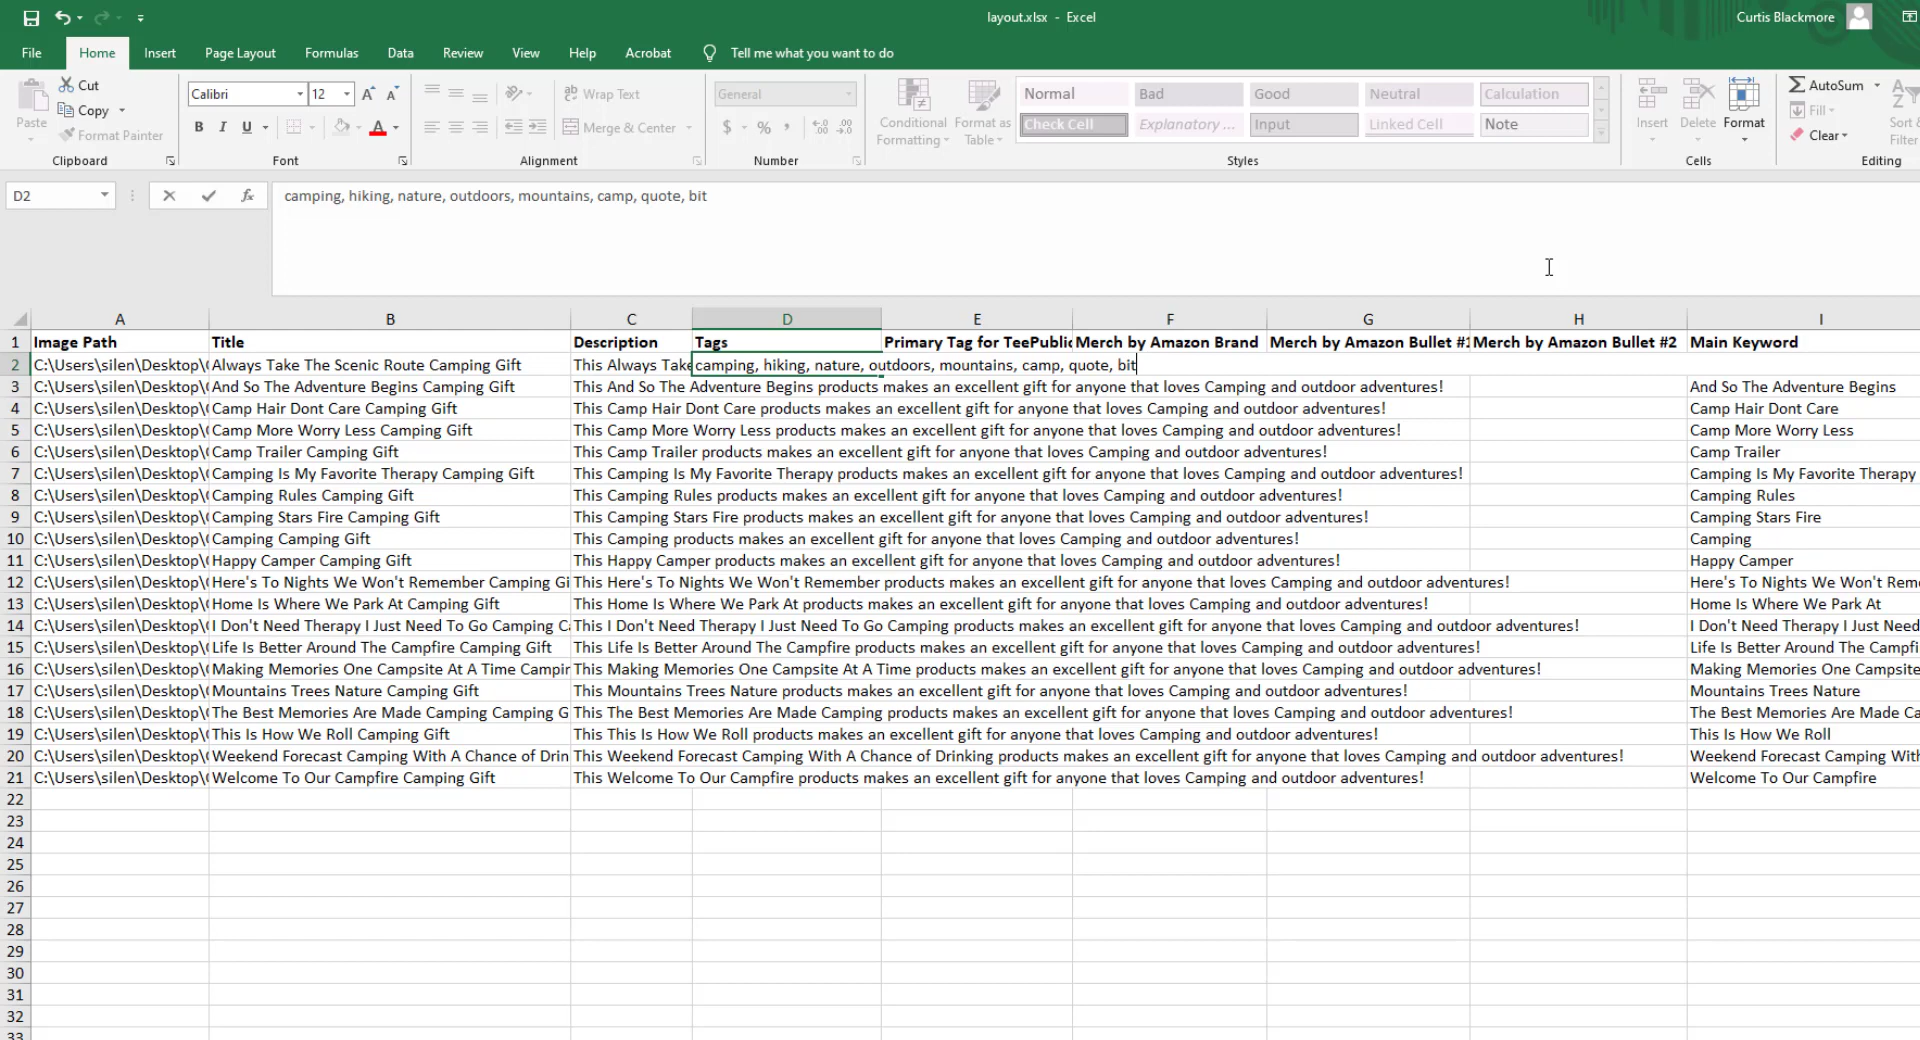 layout.xlsx - Excel
Curtis Blackmore
File Home Insert Page Layout Formulas Data Review View Help Acrobat Tell me what you want to do
Paste
Cut
Copy
Format Painter
Clipboard
Calibri 12
B I U
Font
Wrap Text
Merge & Center
Alignment
General
$ % ,
Number
Conditional Formatting
Format as Table
Normal Bad Good Neutral Calculation
Check Cell Explanatory ... Input Linked Cell Note
Styles
Insert Delete Format
Cells
AutoSum
Fill
Clear
Sort &
Filter
Editing
D2 fx camping, hiking, nature, outdoors, mountains, camp, quote, bit
A B C D E F G H I
1 Image Path Title Description Tags Primary Tag for TeePublic Merch by Amazon Brand Merch by Amazon Bullet #1 Merch by Amazon Bullet #2 Main Keyword
2 C:\Users\silen\Desktop\ Always Take The Scenic Route Camping Gift This Always Take camping, hiking, nature, outdoors, mountains, camp, quote, bit
3 C:\Users\silen\Desktop\ And So The Adventure Begins Camping Gift This And So The Adventure Begins products makes an excellent gift for anyone that loves Camping and outdoor adventures! And So The Adventure Begins
4 C:\Users\silen\Desktop\ Camp Hair Dont Care Camping Gift This Camp Hair Dont Care products makes an excellent gift for anyone that loves Camping and outdoor adventures! Camp Hair Dont Care
5 C:\Users\silen\Desktop\ Camp More Worry Less Camping Gift This Camp More Worry Less products makes an excellent gift for anyone that loves Camping and outdoor adventures! Camp More Worry Less
6 C:\Users\silen\Desktop\ Camp Trailer Camping Gift This Camp Trailer products makes an excellent gift for anyone that loves Camping and outdoor adventures! Camp Trailer
7 C:\Users\silen\Desktop\ Camping Is My Favorite Therapy Camping Gift This Camping Is My Favorite Therapy products makes an excellent gift for anyone that loves Camping and outdoor adventures! Camping Is My Favorite Therapy
8 C:\Users\silen\Desktop\ Camping Rules Camping Gift This Camping Rules products makes an excellent gift for anyone that loves Camping and outdoor adventures! Camping Rules
9 C:\Users\silen\Desktop\ Camping Stars Fire Camping Gift This Camping Stars Fire products makes an excellent gift for anyone that loves Camping and outdoor adventures! Camping Stars Fire
10 C:\Users\silen\Desktop\ Camping Camping Gift This Camping products makes an excellent gift for anyone that loves Camping and outdoor adventures! Camping
11 C:\Users\silen\Desktop\ Happy Camper Camping Gift This Happy Camper products makes an excellent gift for anyone that loves Camping and outdoor adventures! Happy Camper
12 C:\Users\silen\Desktop\ Here's To Nights We Won't Remember Camping Gi This Here's To Nights We Won't Remember products makes an excellent gift for anyone that loves Camping and outdoor adventures! Here's To Nights We Won't Reme
13 C:\Users\silen\Desktop\ Home Is Where We Park At Camping Gift This Home Is Where We Park At products makes an excellent gift for anyone that loves Camping and outdoor adventures! Home Is Where We Park At
14 C:\Users\silen\Desktop\ I Don't Need Therapy I Just Need To Go Camping C This I Don't Need Therapy I Just Need To Go Camping products makes an excellent gift for anyone that loves Camping and outdoor adventures! I Don't Need Therapy I Just Need
15 C:\Users\silen\Desktop\ Life Is Better Around The Campfire Camping Gift This Life Is Better Around The Campfire products makes an excellent gift for anyone that loves Camping and outdoor adventures! Life Is Better Around The Campfi
16 C:\Users\silen\Desktop\ Making Memories One Campsite At A Time Campin This Making Memories One Campsite At A Time products makes an excellent gift for anyone that loves Camping and outdoor adventures! Making Memories One Campsite
17 C:\Users\silen\Desktop\ Mountains Trees Nature Camping Gift This Mountains Trees Nature products makes an excellent gift for anyone that loves Camping and outdoor adventures! Mountains Trees Nature
18 C:\Users\silen\Desktop\ The Best Memories Are Made Camping Camping G This The Best Memories Are Made Camping products makes an excellent gift for anyone that loves Camping and outdoor adventures! The Best Memories Are Made Ca
19 C:\Users\silen\Desktop\ This Is How We Roll Camping Gift This This Is How We Roll products makes an excellent gift for anyone that loves Camping and outdoor adventures! This Is How We Roll
20 C:\Users\silen\Desktop\ Weekend Forecast Camping With A Chance of Drin This Weekend Forecast Camping With A Chance of Drinking products makes an excellent gift for anyone that loves Camping and outdoor adventures! Weekend Forecast Camping With
21 C:\Users\silen\Desktop\ Welcome To Our Campfire Camping Gift This Welcome To Our Campfire products makes an excellent gift for anyone that loves Camping and outdoor adventures! Welcome To Our Campfire
22
23
24
25
26
27
28
29
30
31
32
33